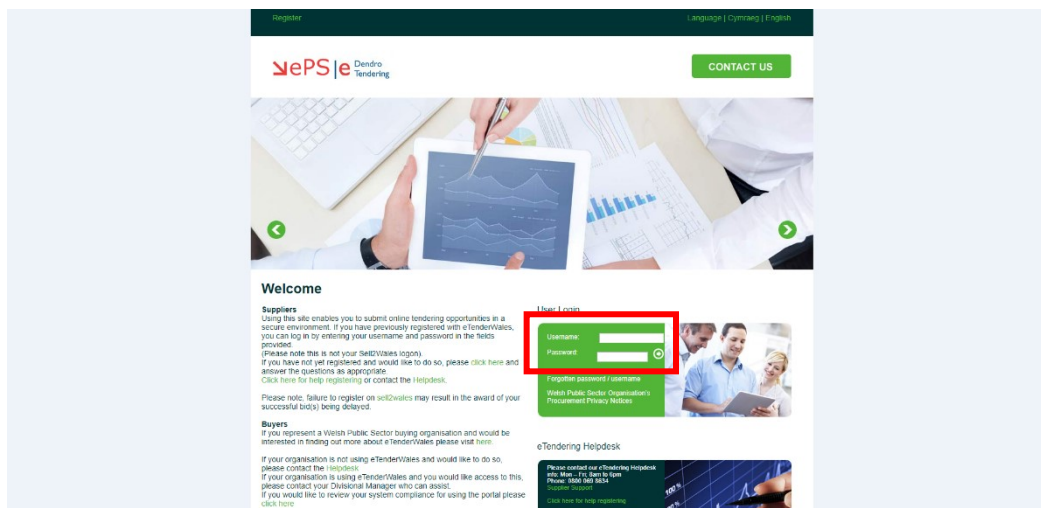 Register
Language | Cymraeg | English
ePS|e Dendro
Tendering
CONTACT US
Welcome
Suppliers
Using this site enables you to submit online tendering opportunities in a
secure environment. If you have previously registered with eTenderWales,
you can log in by entering your username and password in the fields
provided.
(Please note this is not your Sell2Wales logon).
If you have not yet registered and would like to do so, please click here and
answer the questions as appropriate.
Click here for help registering or contact the Helpdesk.
Please note, failure to register on sell2wales may result in the award of your
successful bid(s) being delayed.
Buyers
If you represent a Welsh Public Sector buying organisation and would be
interested in finding out more about eTenderWales please visit here.
If your organisation is not using eTenderWales and would like to do so,
please contact the Helpdesk
If your organisation is using eTenderWales and you would like access to this,
please contact your Divisional Manager who can assist.
If you would like to review your system compliance for using the portal please
click here
User Login
Username:
Password:
Forgotten password / username
Welsh Public Sector Organisation's
Procurement Privacy Notices
eTendering Helpdesk
Please contact our eTendering Helpdesk
info: Mon – Fri; 8am to 6pm
Phone: 0800 069 8634
Supplier Support
Click here for help registering
100 %